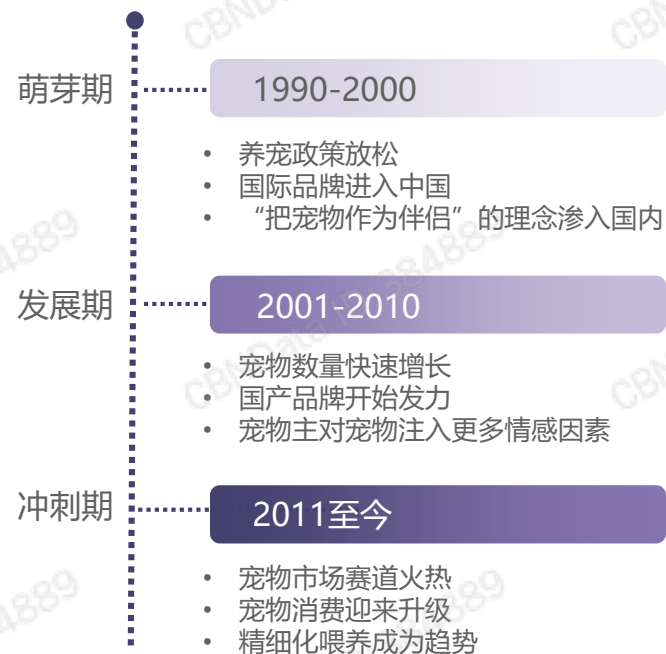 萌芽期
1990-2000
• 养宠政策放松
• 国际品牌进入中国
• “把宠物作为伴侣”的理念渗入国内
发展期
2001-2010
• 宠物数量快速增长
• 国产品牌开始发力
• 宠物主对宠物注入更多情感因素
冲刺期
2011至今
• 宠物市场赛道火热
• 宠物消费迎来升级
• 精细化喂养成为趋势